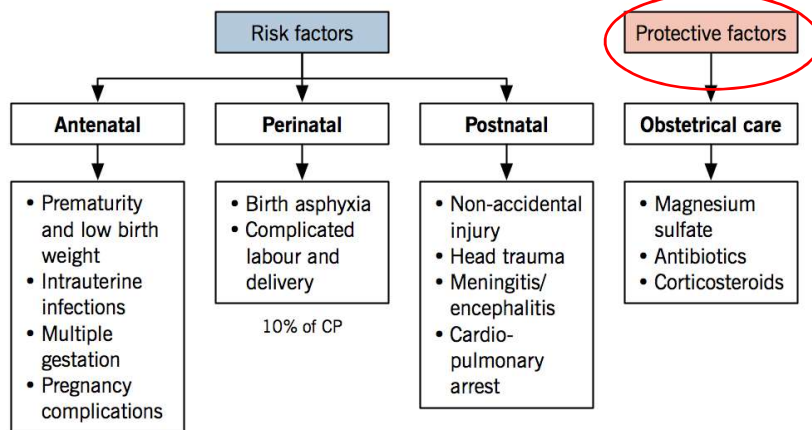 Risk factors
Protective factors
Antenatal
Perinatal
Postnatal
Obstetrical care
• Prematurity
and low birth
weight
• Intrauterine
infections
• Multiple
gestation
• Pregnancy
complications
• Birth asphyxia
• Complicated
labour and
delivery
10% of CP
• Non-accidental
injury
• Head trauma
• Meningitis/
encephalitis
• Cardio-
pulmonary
arrest
• Magnesium
sulfate
• Antibiotics
• Corticosteroids